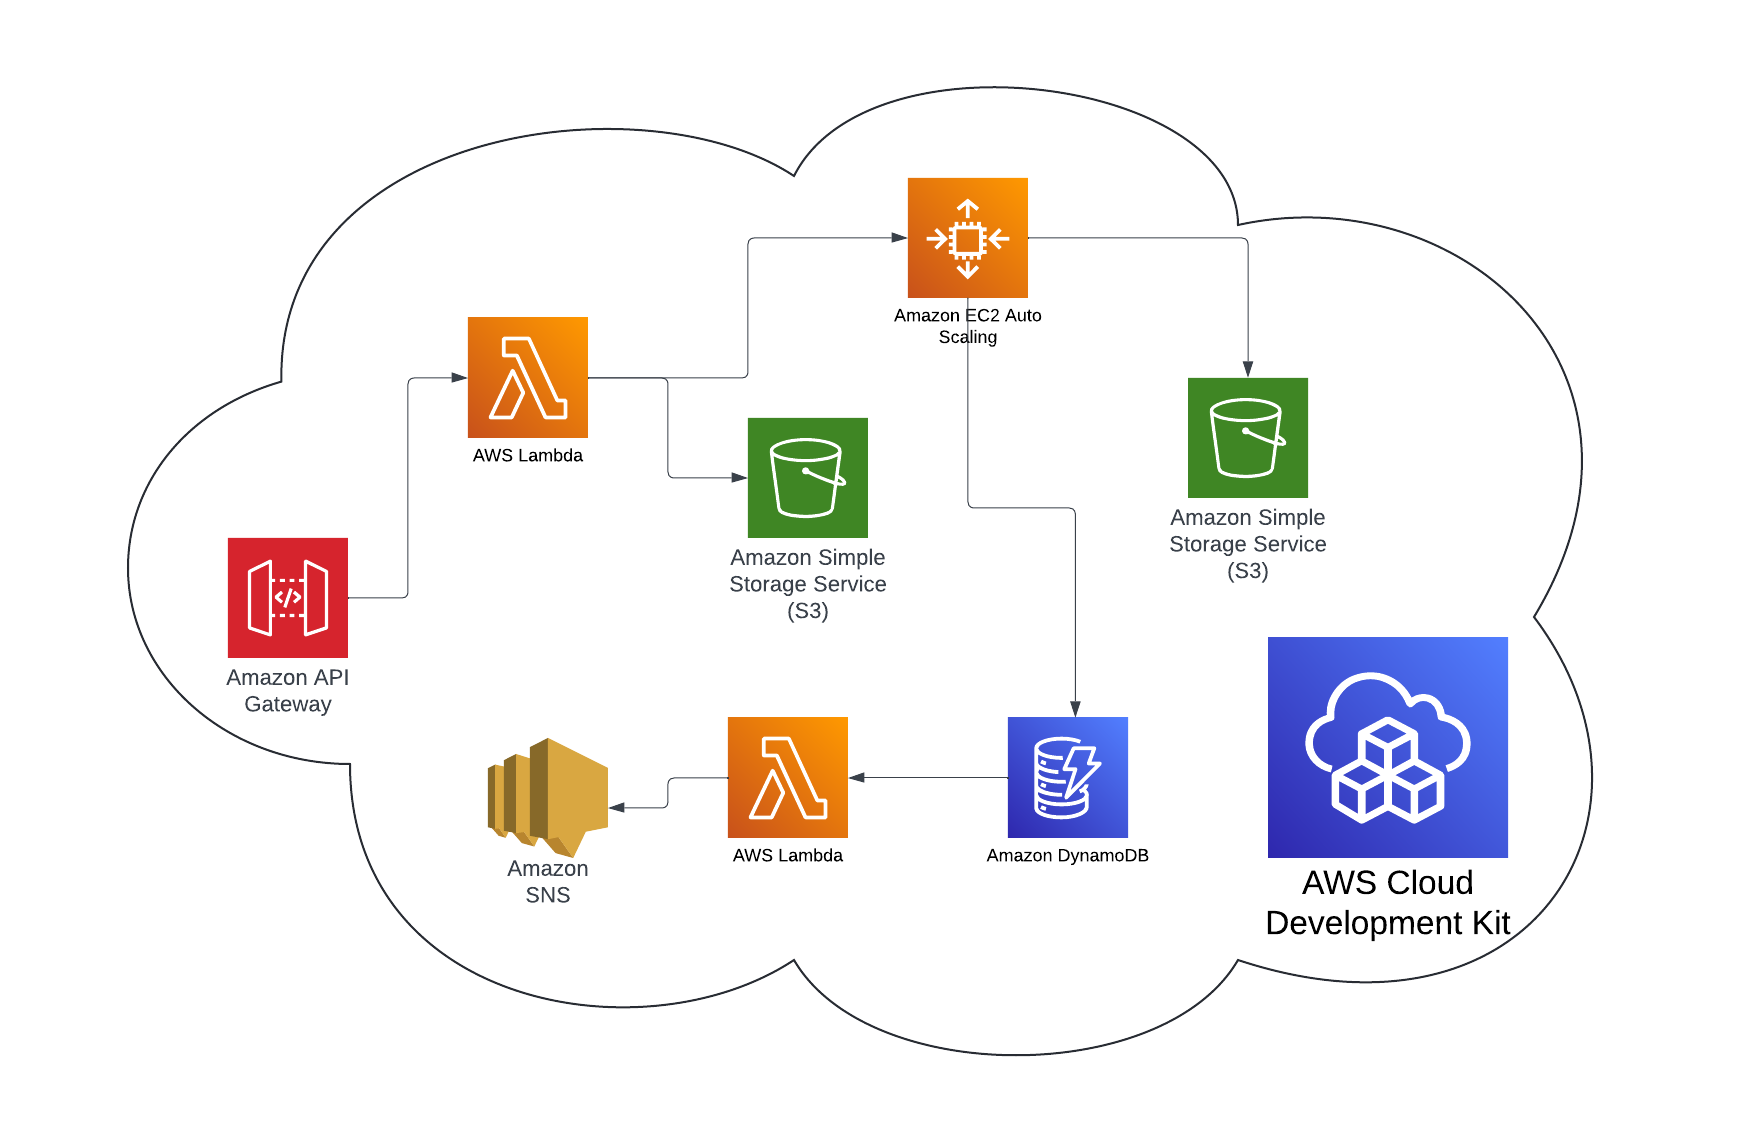 Amazon EC2 Auto
Scaling
AWS Lambda
Amazon Simple
Storage Service
(S3)
Amazon Simple
Storage Service
(S3)
</>
Amazon API
Gateway
Amazon
SNS
AWS Lambda
Amazon DynamoDB
AWS Cloud
Development Kit